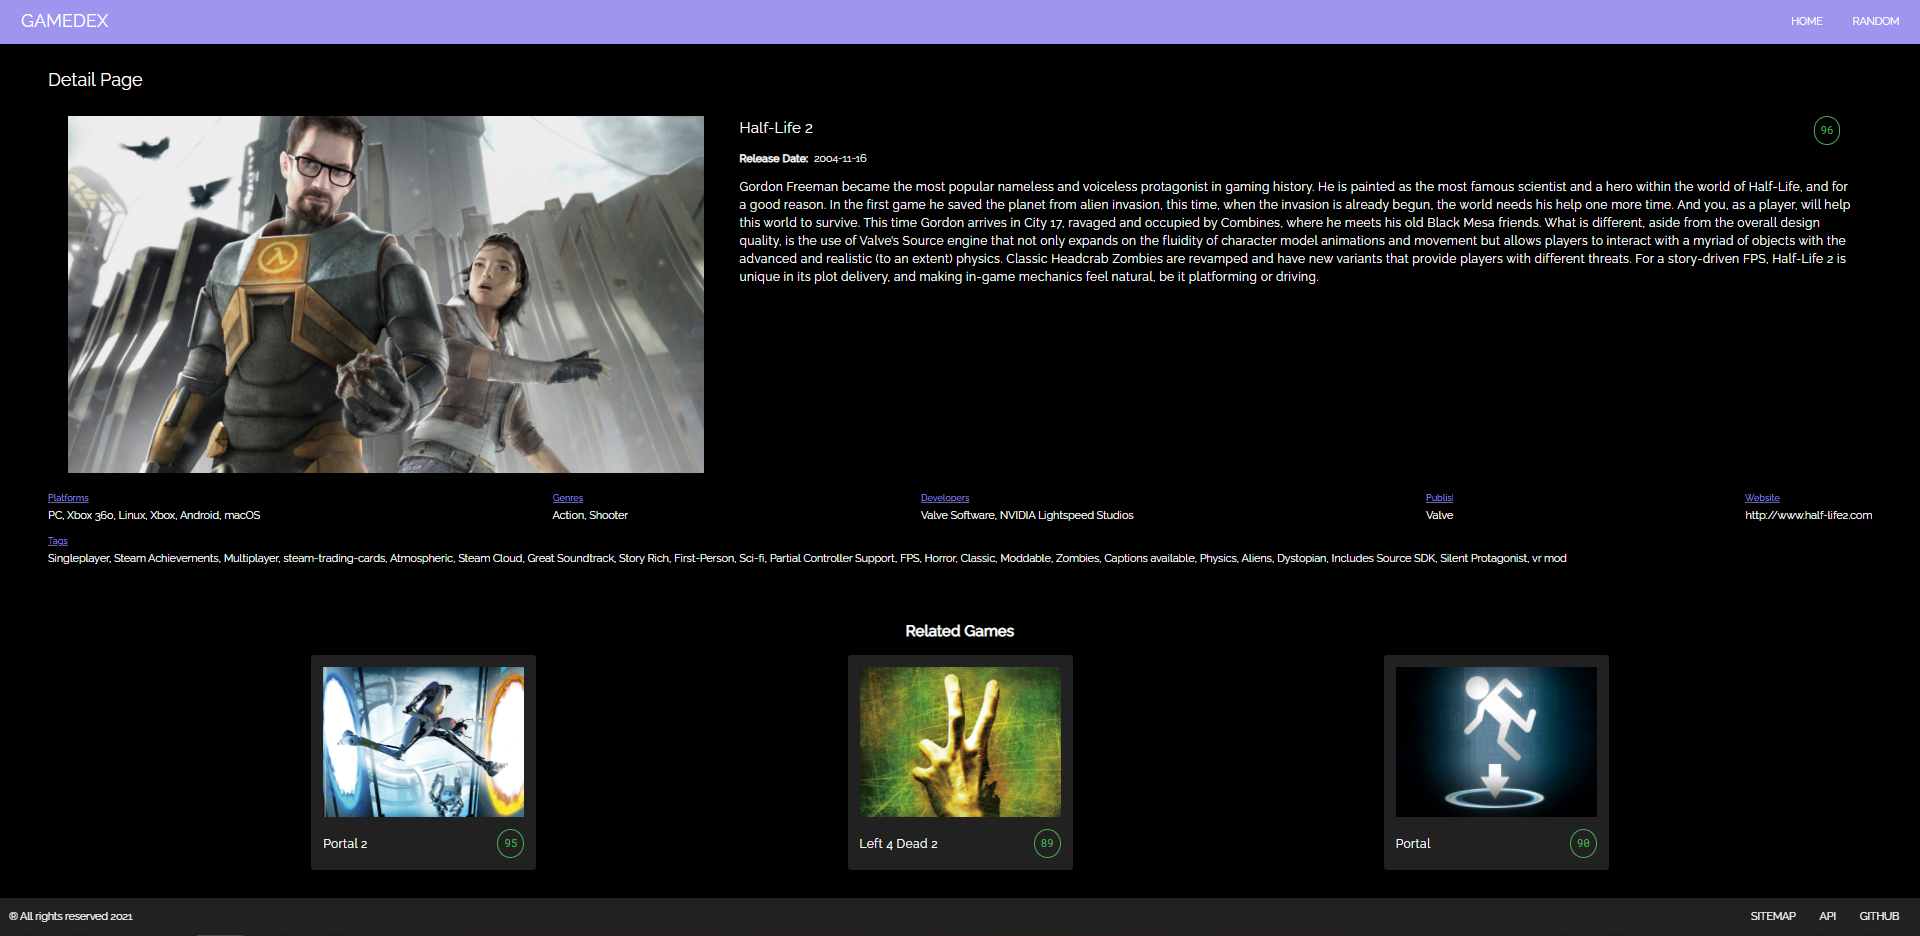 GAMEDEX
HOME
RANDOM
Detail Page
Half-Life 2
96
Release Date: 2004-11-16
Gordon Freeman became the most popular nameless and voiceless protagonist in gaming history. He is painted as the most famous scientist and a hero within the world of Half-Life, and for
a good reason. In the first game he saved the planet from alien invasion, this time, when the invasion is already begun, the world needs his help one more time. And you, as a player, will help
this world to survive. This time Gordon arrives in City 17, ravaged and occupied by Combines, where he meets his old Black Mesa friends. What is different, aside from the overall design
quality, is the use of Valve's Source engine that not only expands on the fluidity of character model animations and movement but allows players to interact with a myriad of objects with the
advanced and realistic (to an extent) physics. Classic Headcrab Zombies are revamped and have new variants that provide players with different threats. For a story-driven FPS, Half-Life 2 is
unique in its plot delivery, and making in-game mechanics feel natural, be it platforming or driving.
Platforms
PC, Xbox 360, Linux, Xbox, Android, macOS
Genres
Action, Shooter
Developers
Valve Software, NVIDIA Lightspeed Studios
Publis
Valve
Website
http://www.half-life2.com
Tags
Singleplayer, Steam Achievements, Multiplayer, steam-trading-cards, Atmospheric, Steam Cloud, Great Soundtrack, Story Rich, First-Person, Sci-fi, Partial Controller Support, FPS, Horror, Classic, Moddable, Zombies, Captions available, Physics, Aliens, Dystopian, Includes Source SDK, Silent Protagonist, vr mod
Related Games
Portal 2
95
Left 4 Dead 2
89
Portal
90
® All rights reserved 2021
SITEMAP
API
GITHUB